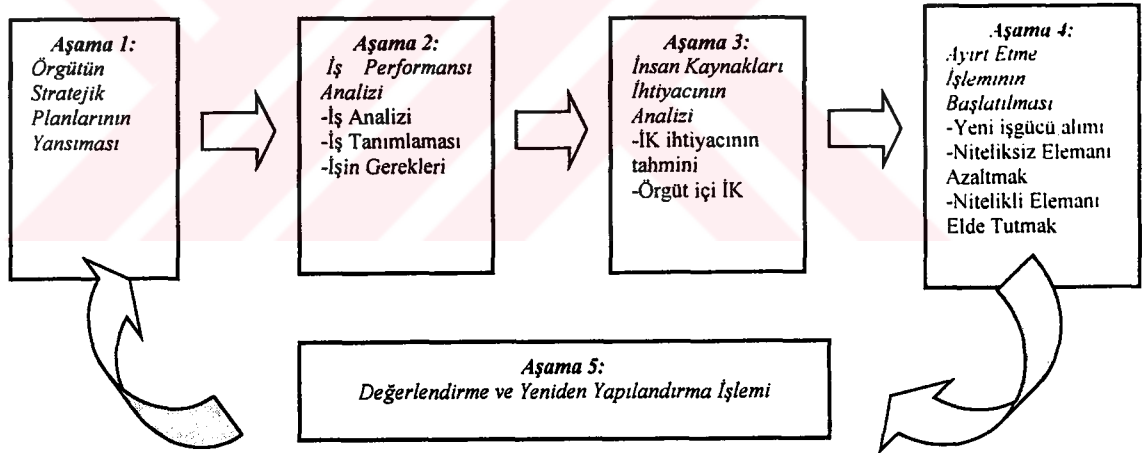 Aşama 1:
Örgütün
Stratejik
Planlarının
Yansıması
Aşama 2:
İş Performansı
Analizi
-İş Analizi
-İş Tanımlaması
-İşin Gerekleri
Aşama 3:
İnsan Kaynakları
İhtiyacının
Analizi
-İK ihtiyacının
tahmini
-Örgüt içi İK
Aşama 4:
Ayırt Etme
İşleminin
Başlatılması
-Yeni işgücü alımı
-Niteliksiz Elemanı
Azaltmak
-Nitelikli Elemanı
Elde Tutmak
Aşama 5:
Değerlendirme ve Yeniden Yapılandırma İşlemi